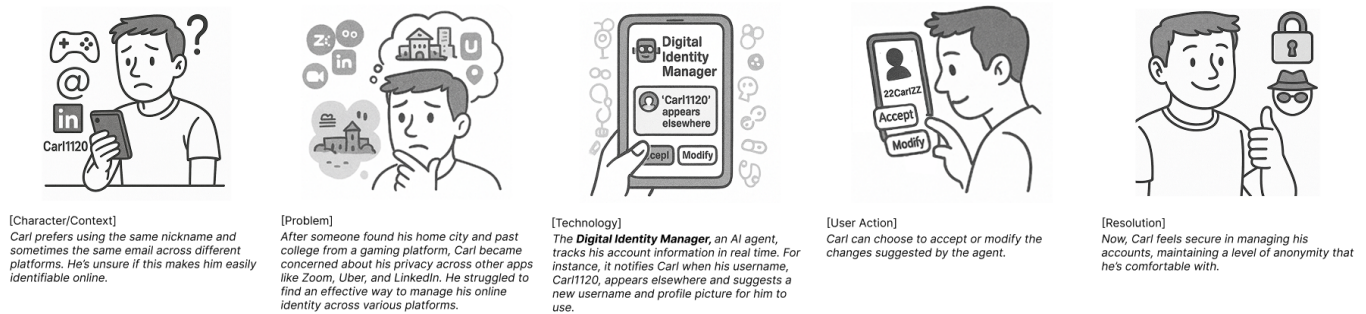 ?
@
in
Carl1120
Z
in
U
Digital
Identity
Manager
'Carl1120'
appears
elsewhere
cepl
Modify
22CarlZZ
Accept
Modify
[Character/Context]
Carl prefers using the same nickname and
sometimes the same email across different
platforms. He's unsure if this makes him easily
identifiable online.
[Problem]
After someone found his home city and past
college from a gaming platform, Carl became
concerned about his privacy across other apps
like Zoom, Uber, and LinkedIn. He struggled to
find an effective way to manage his online
identity across various platforms.
[Technology]
The Digital Identity Manager, an AI agent,
tracks his account information in real time. For
instance, it notifies Carl when his username,
Carl1120, appears elsewhere and suggests a
new username and profile picture for him to
use.
[User Action]
Carl can choose to accept or modify the
changes suggested by the agent.
[Resolution]
Now, Carl feels secure in managing his
accounts, maintaining a level of anonymity that
he's comfortable with.